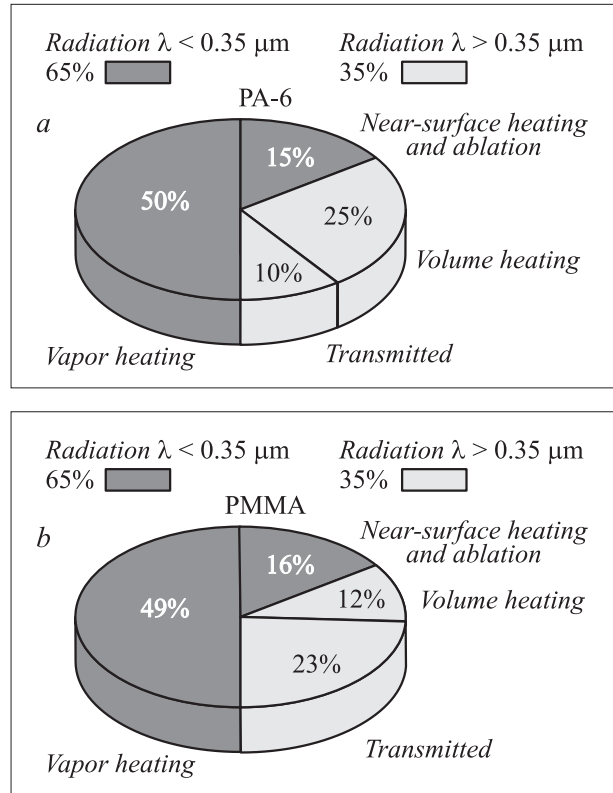 Radiation λ < 0.35 μm
65%
Radiation λ > 0.35 μm
35%
a
PA-6
Near-surface heating
and ablation
15%
50%
25%
Volume heating
10%
Vapor heating
Transmitted
Radiation λ < 0.35 μm
65%
Radiation λ > 0.35 μm
35%
b
PMMA
Near-surface heating
and ablation
16%
49%
12%
Volume heating
23%
Vapor heating
Transmitted